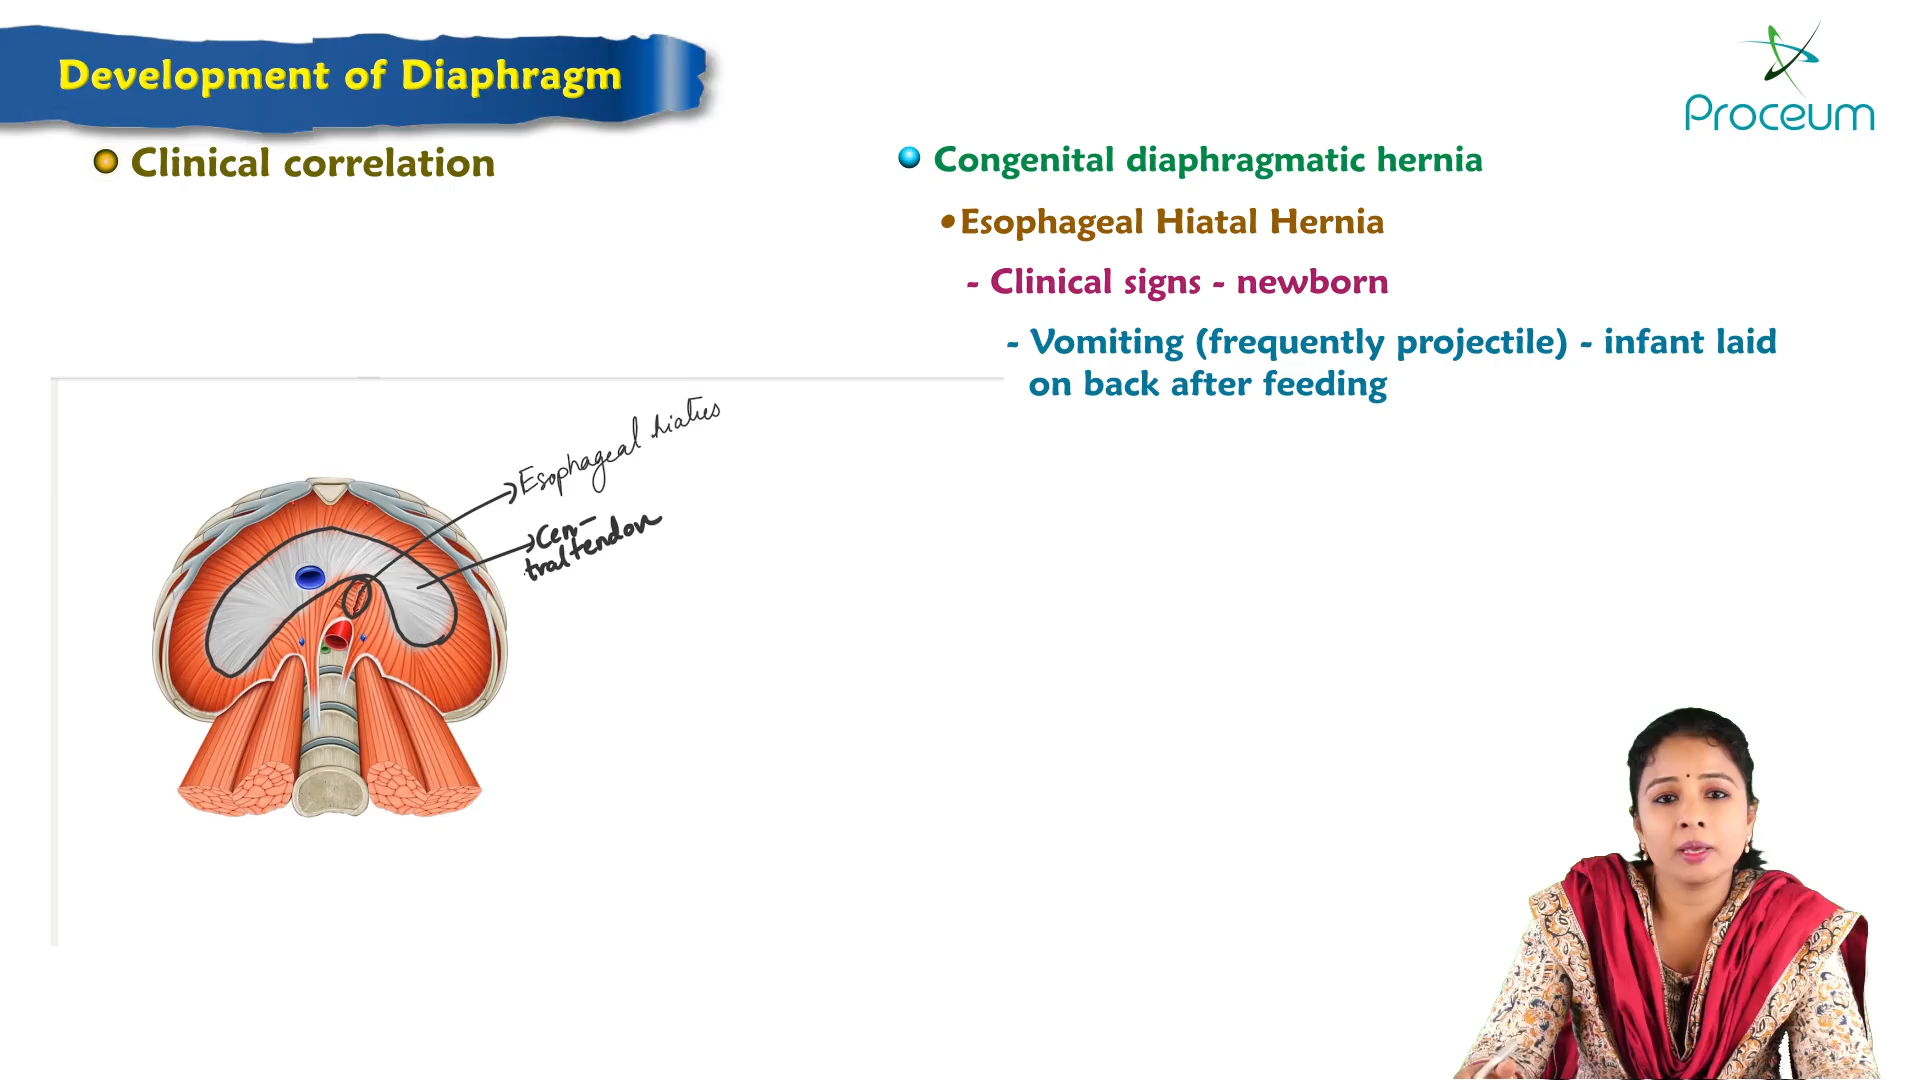 Development of Diaphragm
Proceum
Clinical correlation
Congenital diaphragmatic hernia
•Esophageal Hiatal Hernia
- Clinical signs - newborn
- Vomiting (frequently projectile) - infant laid
on back after feeding
Esophageal hiatus
Cen-
tral tendon